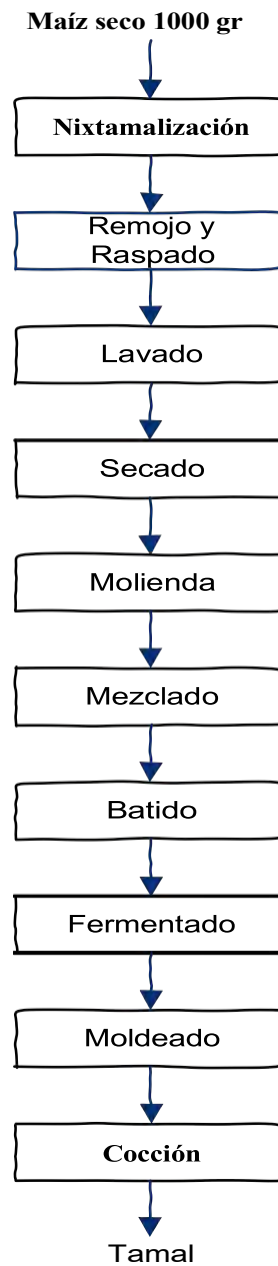 Maíz seco 1000 gr
Nixtamalización
Remojo y
Raspado
Lavado
Secado
Molienda
Mezclado
Batido
Fermentado
Moldeado
Cocción
Tamal